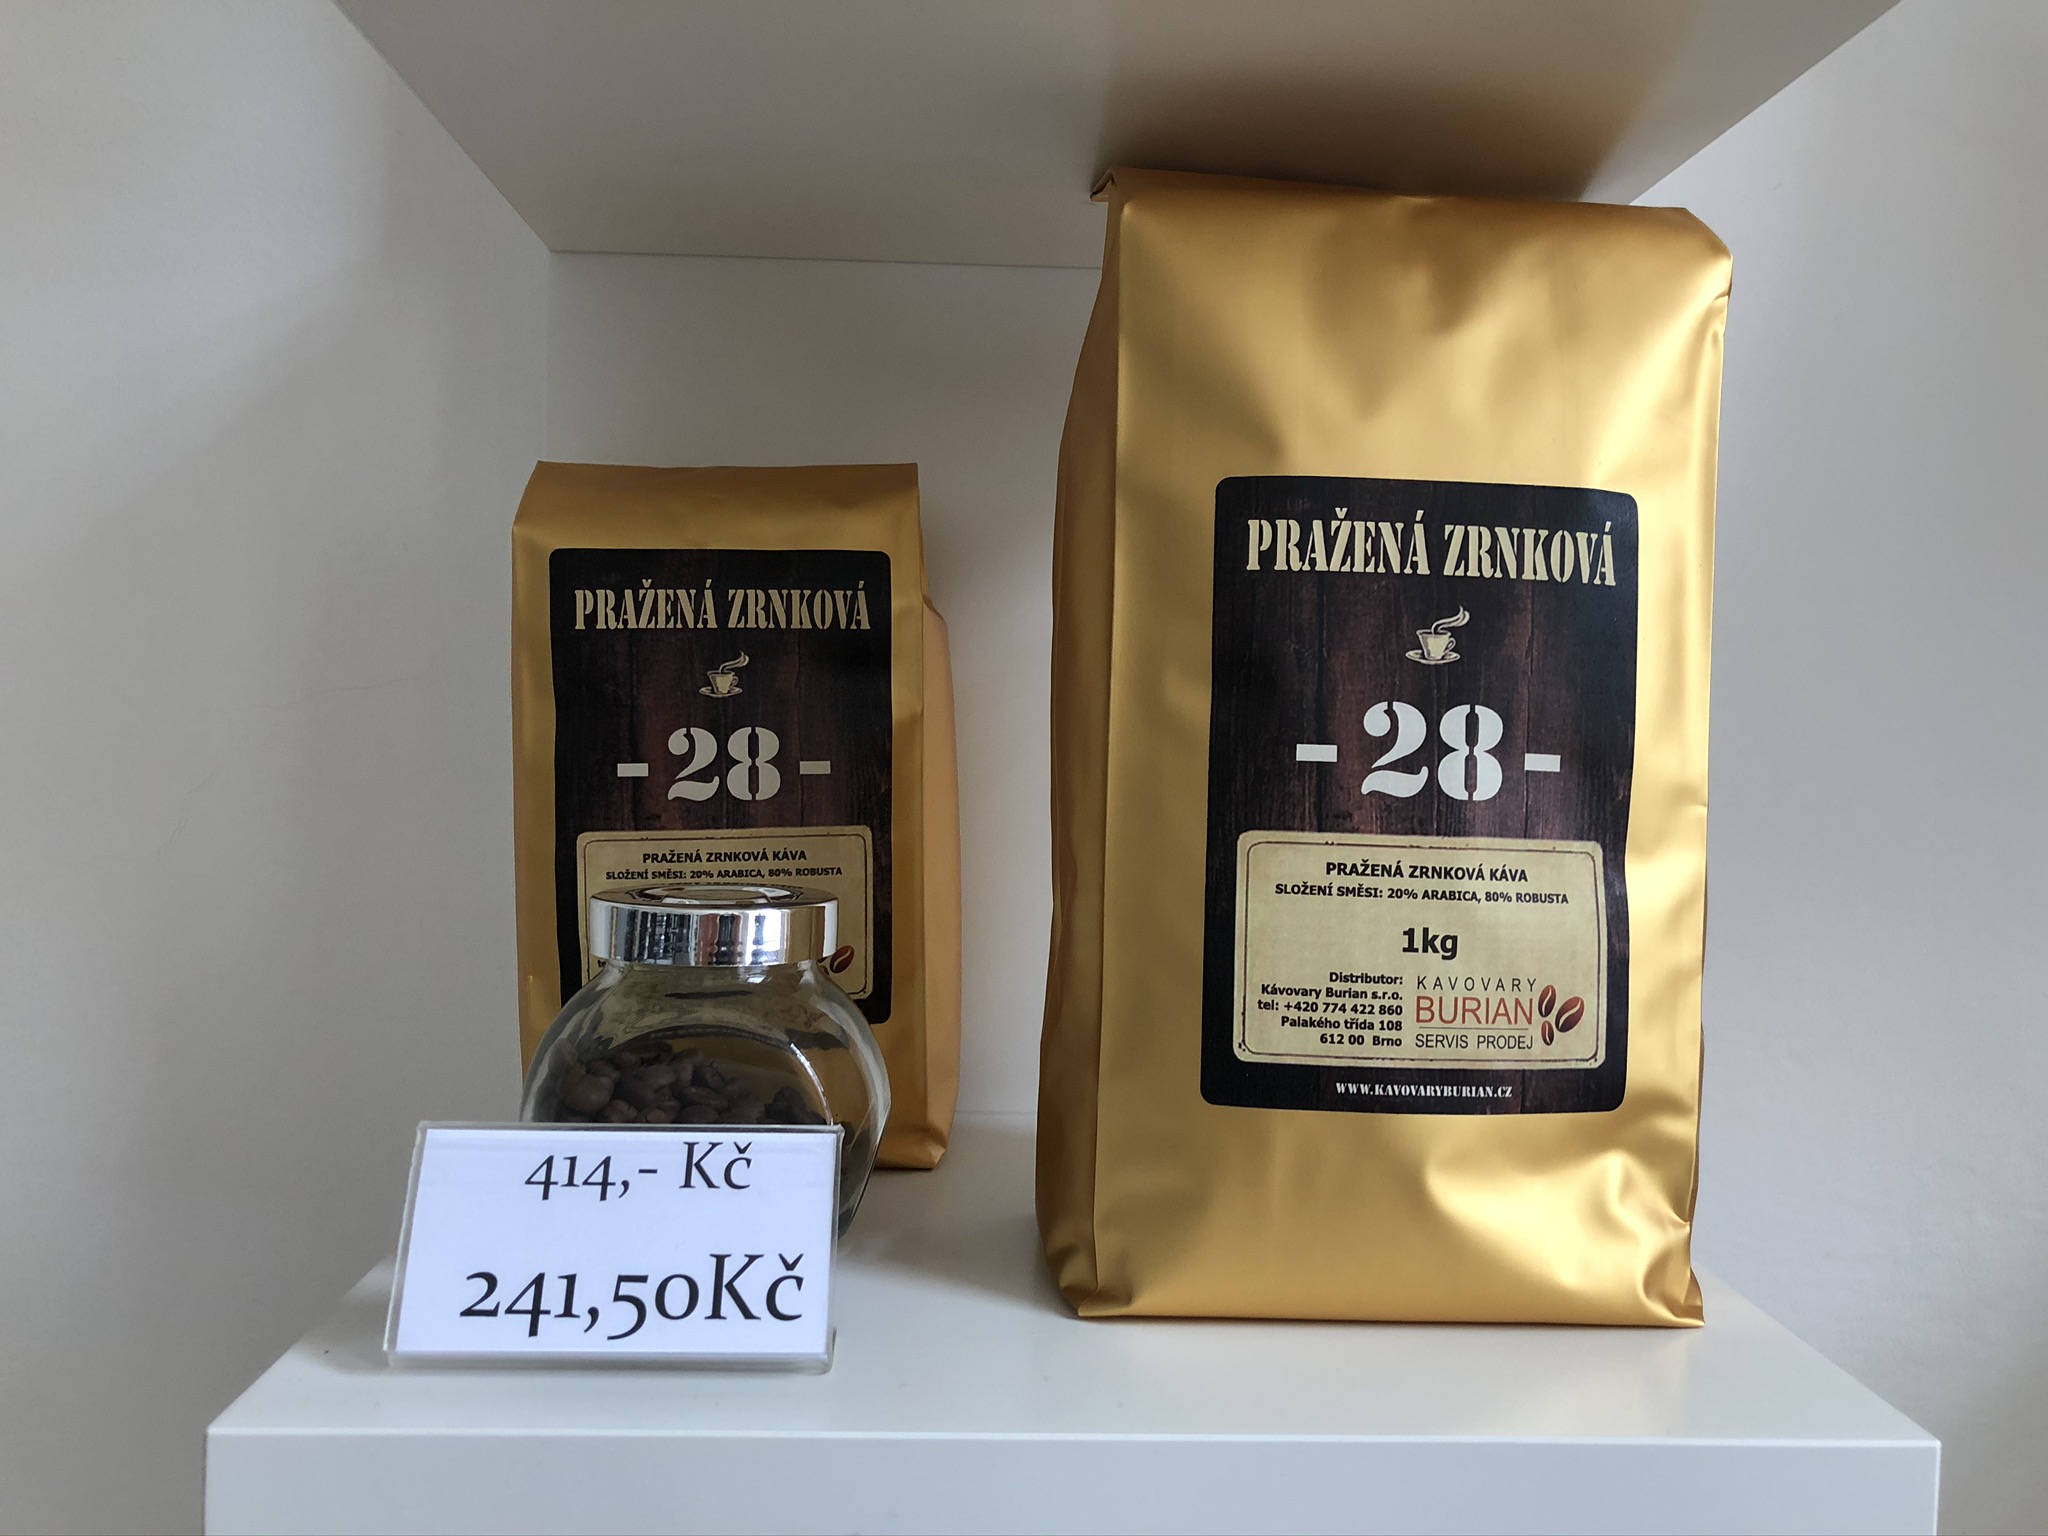 PRAŽENÁ ZRNKOVÁ
- 28 -
PRAŽENÁ ZRNKOVÁ KÁVA
SLOŽENÍ SMĚSI: 20% ARABICA, 80% ROBUSTA
414,- Kč
241,50Kč
PRAŽENÁ ZRNKOVÁ
- 28 -
PRAŽENÁ ZRNKOVÁ KÁVA
SLOŽENÍ SMĚSI: 20% ARABICA, 80% ROBUSTA
1kg
Distributor:
Kávovary Burian s.r.o.
tel: +420 774 422 860
Palakého třída 108
612 00 Brno
KAVOVARY
BURIAN
SERVIS PRODEJ
WWW.KAVOVARYBURIAN.CZ